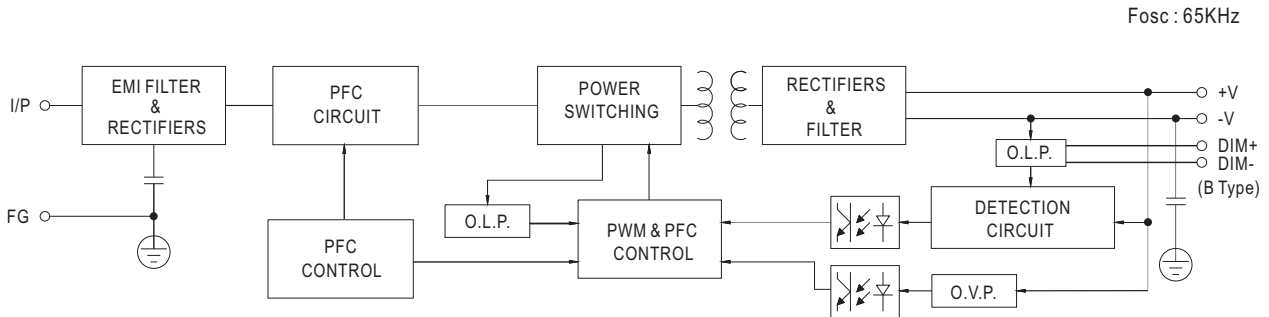 Fosc : 65KHz
I/P
EMI FILTER
&
RECTIFIERS
PFC
CIRCUIT
POWER
SWITCHING
RECTIFIERS
&
FILTER
+V
-V
DIM+
DIM-
(B Type)
O.L.P.
FG
PFC
CONTROL
O.L.P.
PWM & PFC
CONTROL
DETECTION
CIRCUIT
O.V.P.